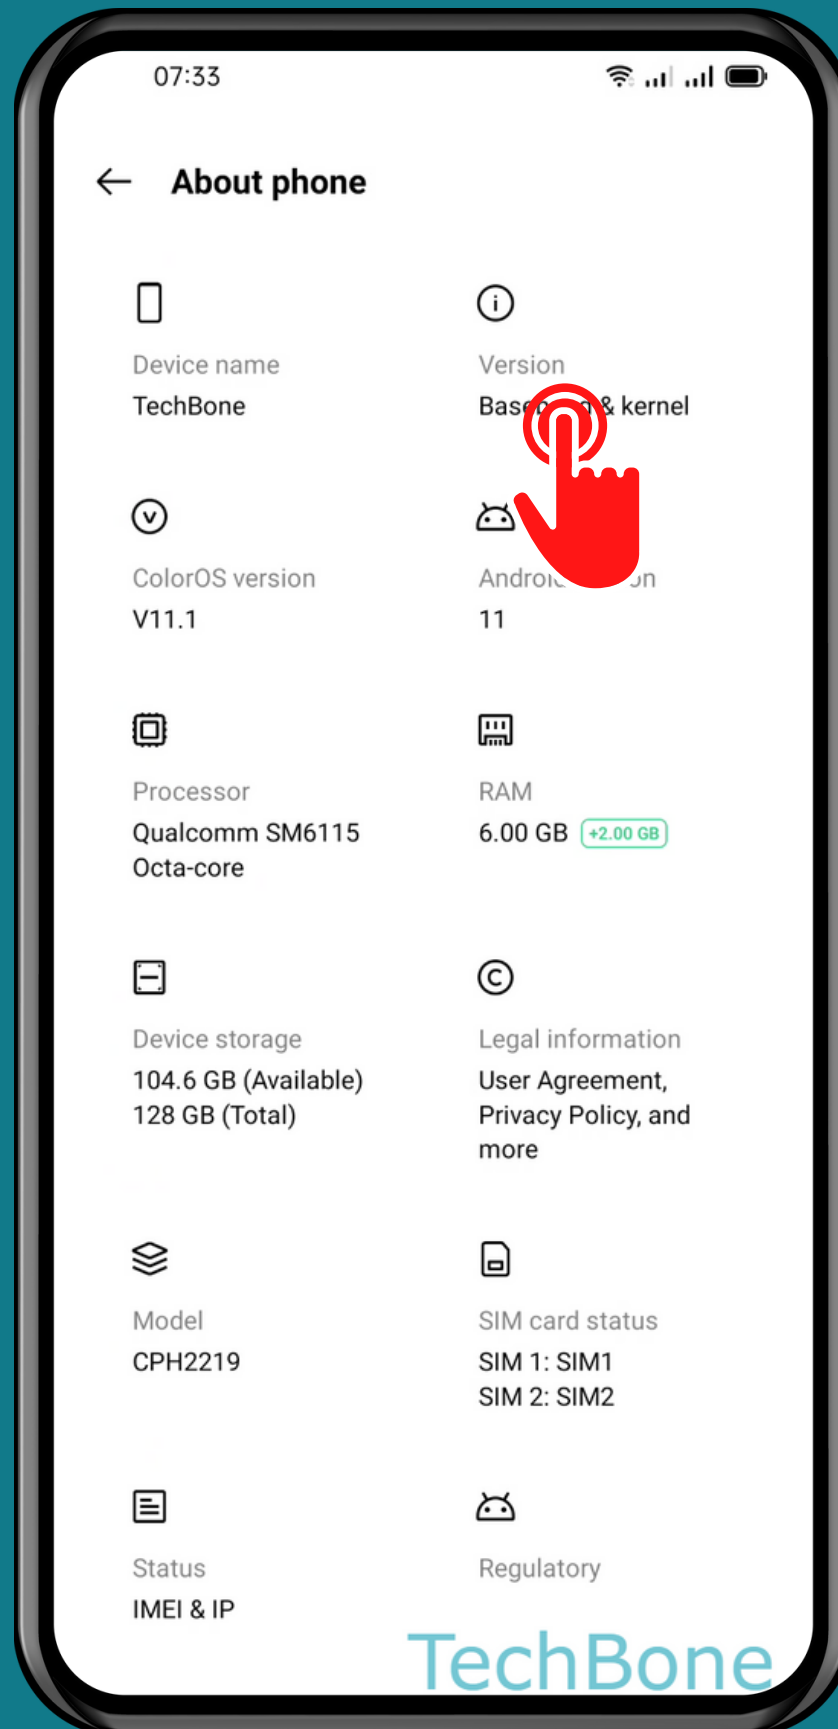 07:33
About phone
Device name
TechBone
Version
& kernel
ColorOS version
V11.1
11
Processor
Qualcomm SM6115
Octa-core
RAM
6.00 GB +2.00 GB
Device storage
104.6 GB (Available)
128 GB (Total)
Legal information
User Agreement,
Privacy Policy, and
more
Model
CPH2219
SIM card status
SIM 1: SIM1
SIM 2: SIM2
Status
IMEI & IP
Regulatory
TechBone